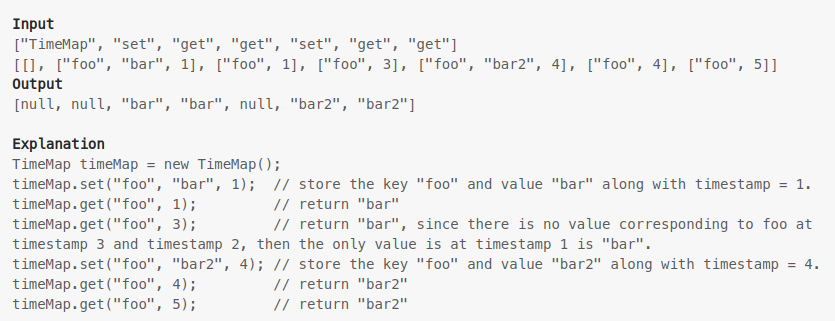 Input
["TimeMap", "set", "get", "get", "set", "get", "get"]
[[], ["foo", "bar", 1], ["foo", 1], ["foo", 3], ["foo", "bar2", 4], ["foo", 4], ["foo", 5]]
Output
[null, null, "bar", "bar", null, "bar2", "bar2"]
Explanation
TimeMap timeMap = new TimeMap();
timeMap.set("foo", "bar", 1);  // store the key "foo" and value "bar" along with timestamp = 1.
timeMap.get("foo", 1);         // return "bar"
timeMap.get("foo", 3);         // return "bar", since there is no value corresponding to foo at
timestamp 3 and timestamp 2, then the only value is at timestamp 1 is "bar".
timeMap.set("foo", "bar2", 4); // store the key "foo" and value "bar2" along with timestamp = 4.
timeMap.get("foo", 4);         // return "bar2"
timeMap.get("foo", 5);         // return "bar2"